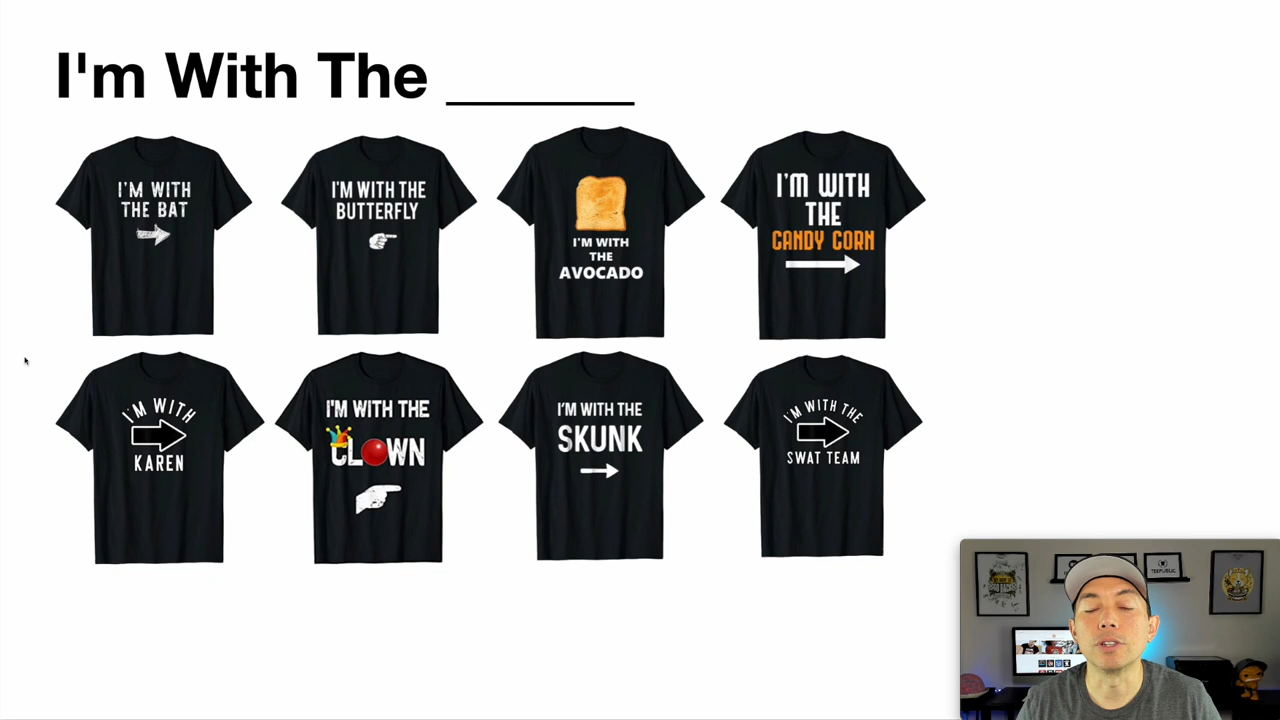 I'm With The ______
I'M WITH
THE BAT
I'M WITH THE
BUTTERFLY
I'M WITH
THE
AVOCADO
I'M WITH
THE
CANDY CORN
I'M WITH
KAREN
I'M WITH THE
CLOWN
I'M WITH THE
SKUNK
I'M WITH THE
SWAT TEAM
TEEPUBLIC